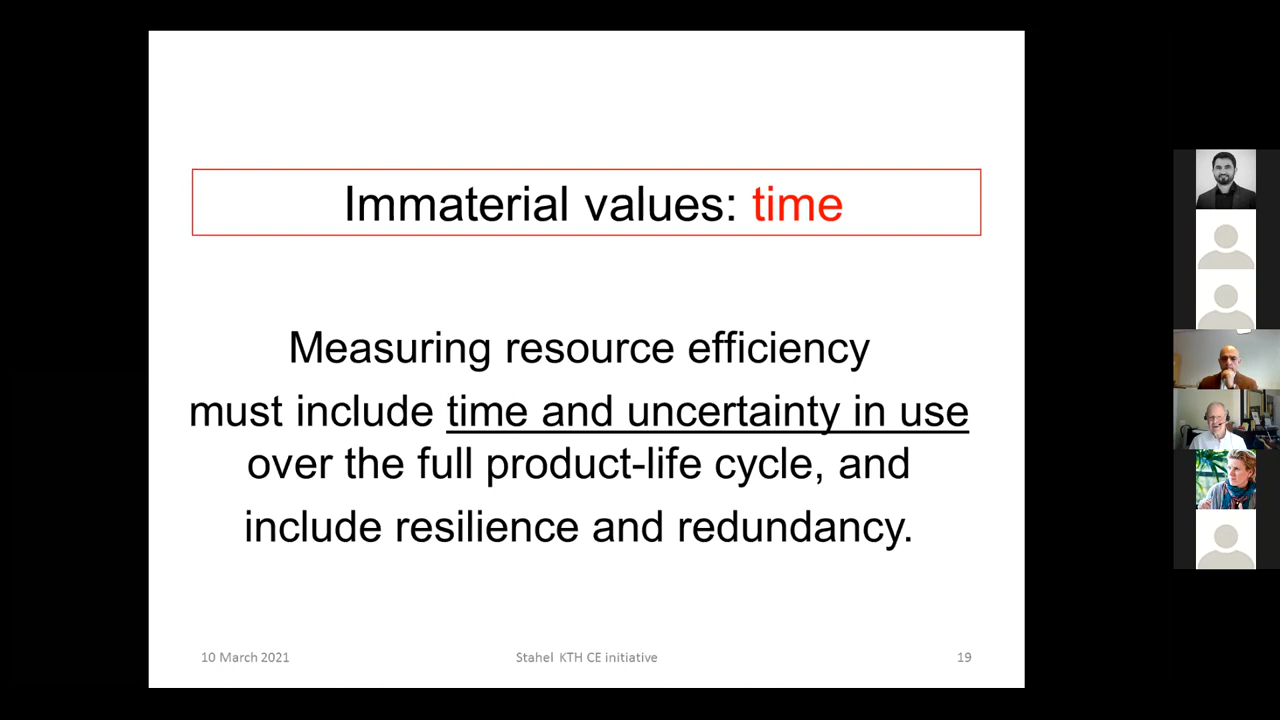 Immaterial values: time
Measuring resource efficiency
must include time and uncertainty in use
over the full product-life cycle, and
include resilience and redundancy.
10 March 2021
Stahel KTH CE initiative
19